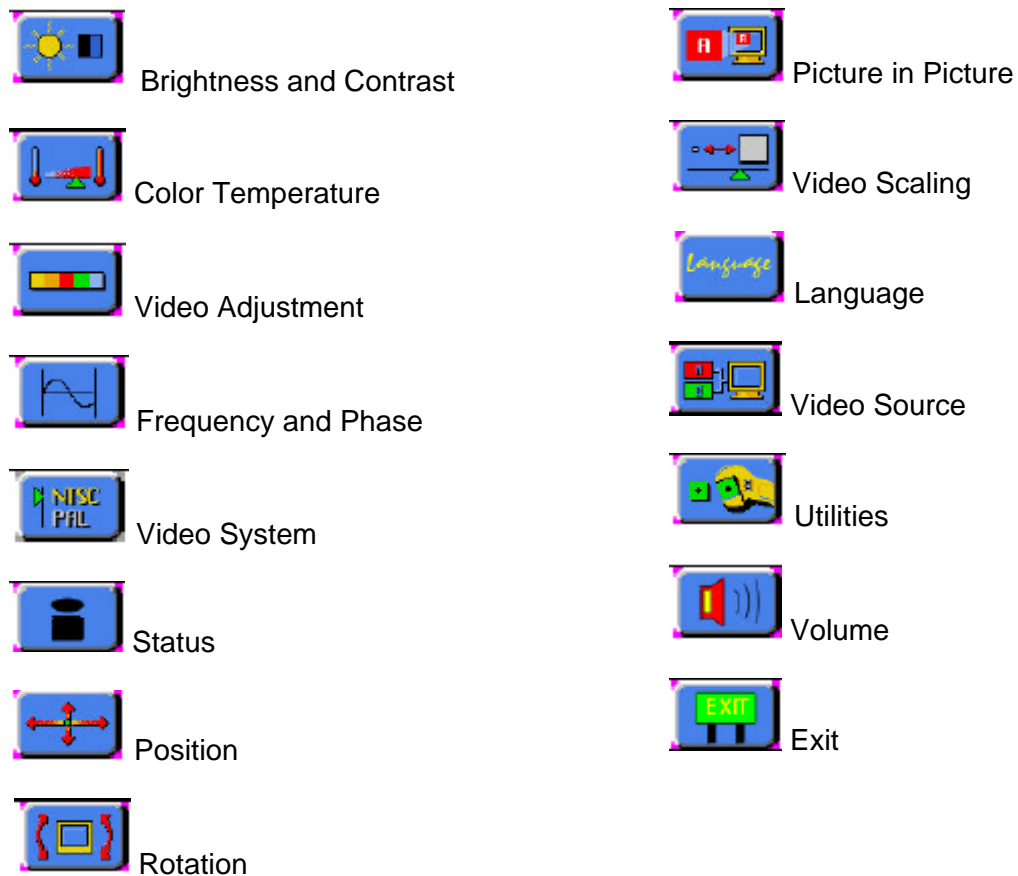 Brightness and Contrast
Color Temperature
Video Adjustment
Frequency and Phase
NTSC
PAL
Video System
Status
Position
Rotation
A
A
Picture in Picture
Video Scaling
Language
Language
Video Source
Utilities
Volume
EXIT
Exit